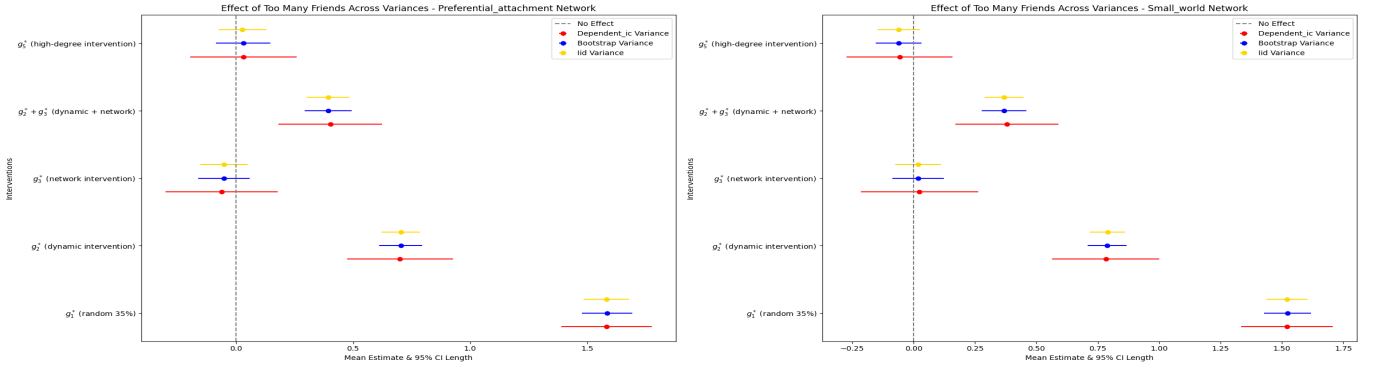 Effect of Too Many Friends Across Variances - Preferential_attachment Network
No Effect
Dependent_ic Variance
Bootstrap Variance
Iid Variance
g₅* (high-degree intervention)
g₂* + g₃* (dynamic + network)
g₃* (network intervention)
g₂* (dynamic intervention)
g₁* (random 35%)
Interventions
0.0 0.5 1.0 1.5
Mean Estimate & 95% CI Length
Effect of Too Many Friends Across Variances - Small_world Network
No Effect
Dependent_ic Variance
Bootstrap Variance
Iid Variance
g₅* (high-degree intervention)
g₂* + g₃* (dynamic + network)
g₃* (network intervention)
g₂* (dynamic intervention)
g₁* (random 35%)
Interventions
−0.25 0.00 0.25 0.50 0.75 1.00 1.25 1.50 1.75
Mean Estimate & 95% CI Length